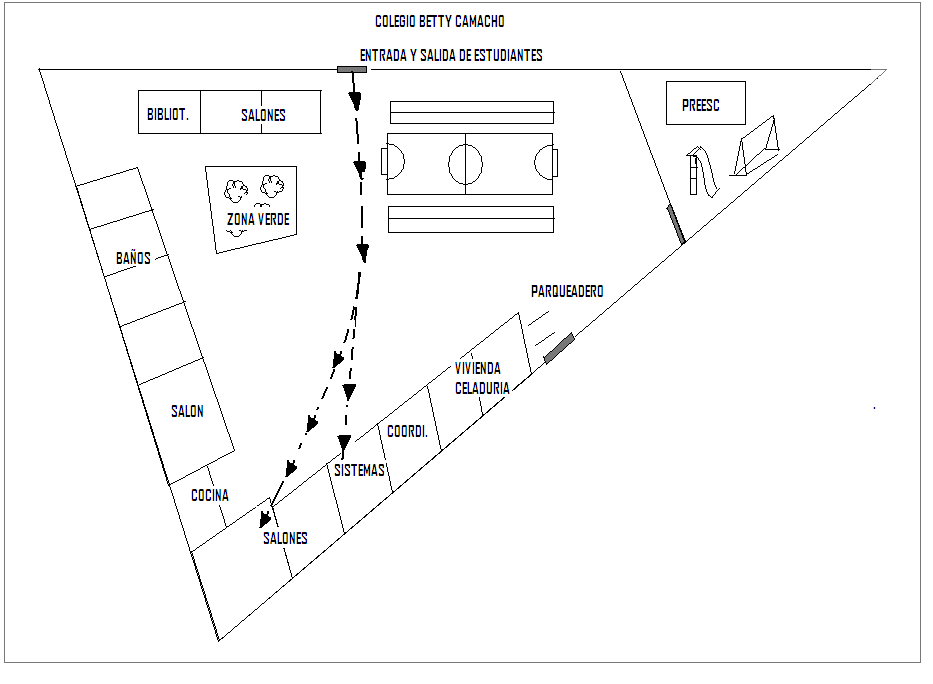 COLEGIO BETTY CAMACHO
ENTRADA Y SALIDA DE ESTUDIANTES
BIBLIOT.
SALONES
PREESC
ZONA VERDE
BAÑOS
PARQUEADERO
VIVIENDA
CELADURIA
SALON
COORDI.
SISTEMAS
COCINA
SALONES